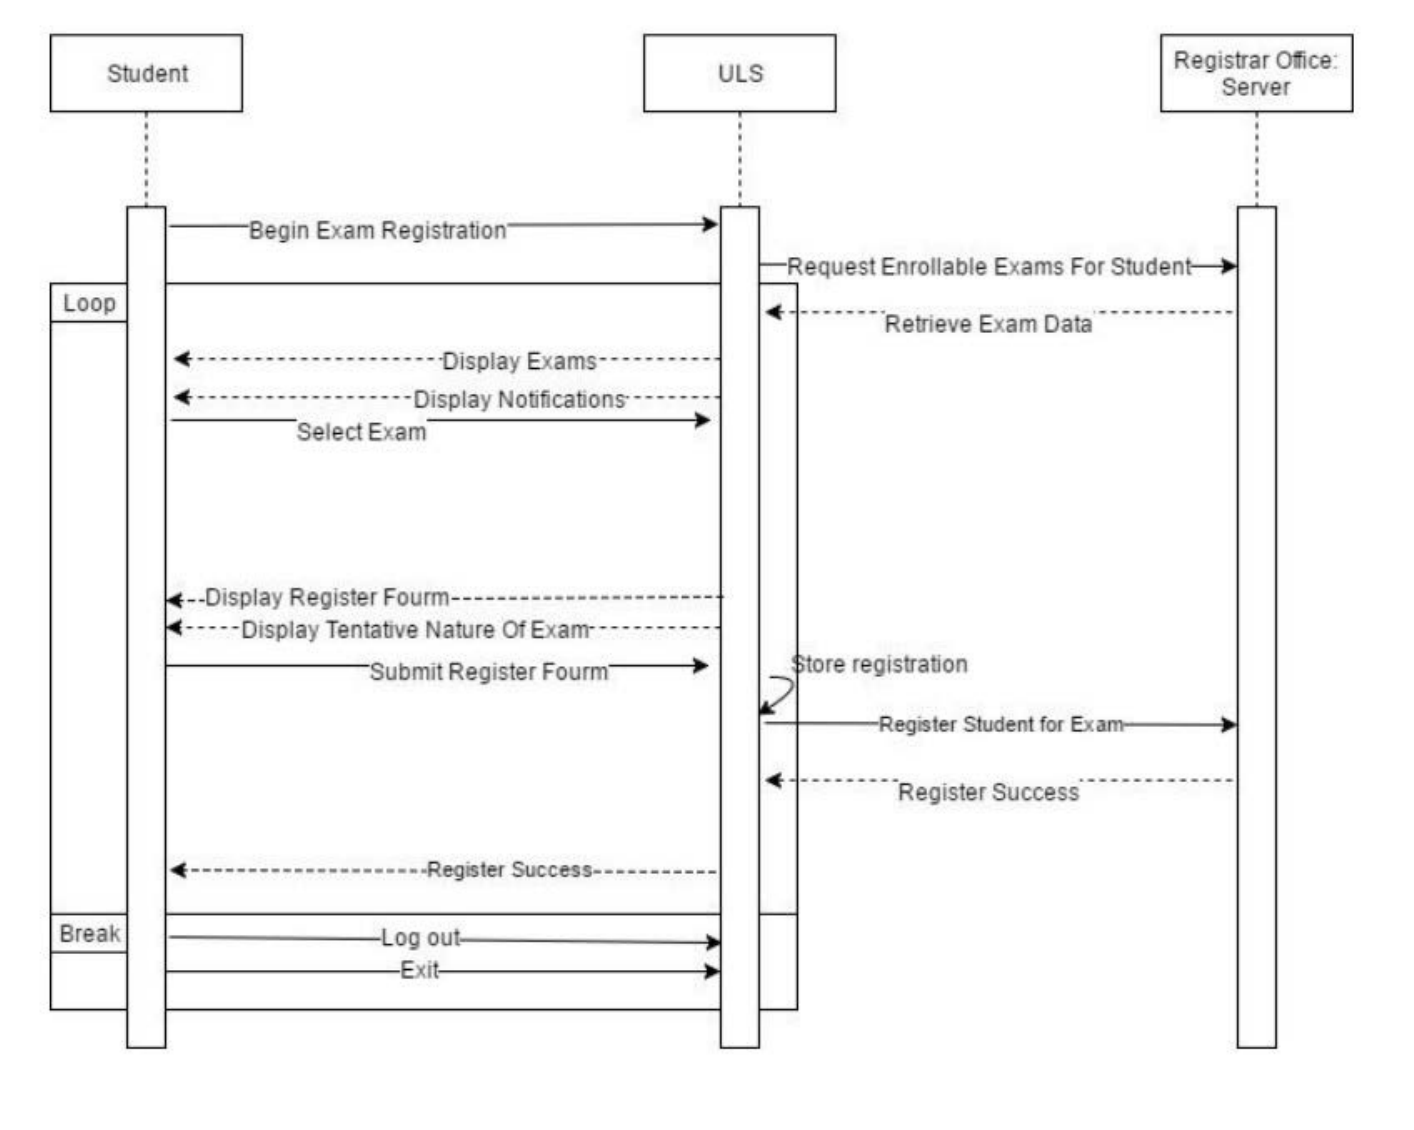 Student
ULS
Registrar Office:
Server
Begin Exam Registration
Request Enrollable Exams For Student
Loop
Retrieve Exam Data
Display Exams
Display Notifications
Select Exam
Display Register Fourm
Display Tentative Nature Of Exam
Submit Register Fourm
Store registration
Register Student for Exam
Register Success
Register Success
Break
Log out
Exit